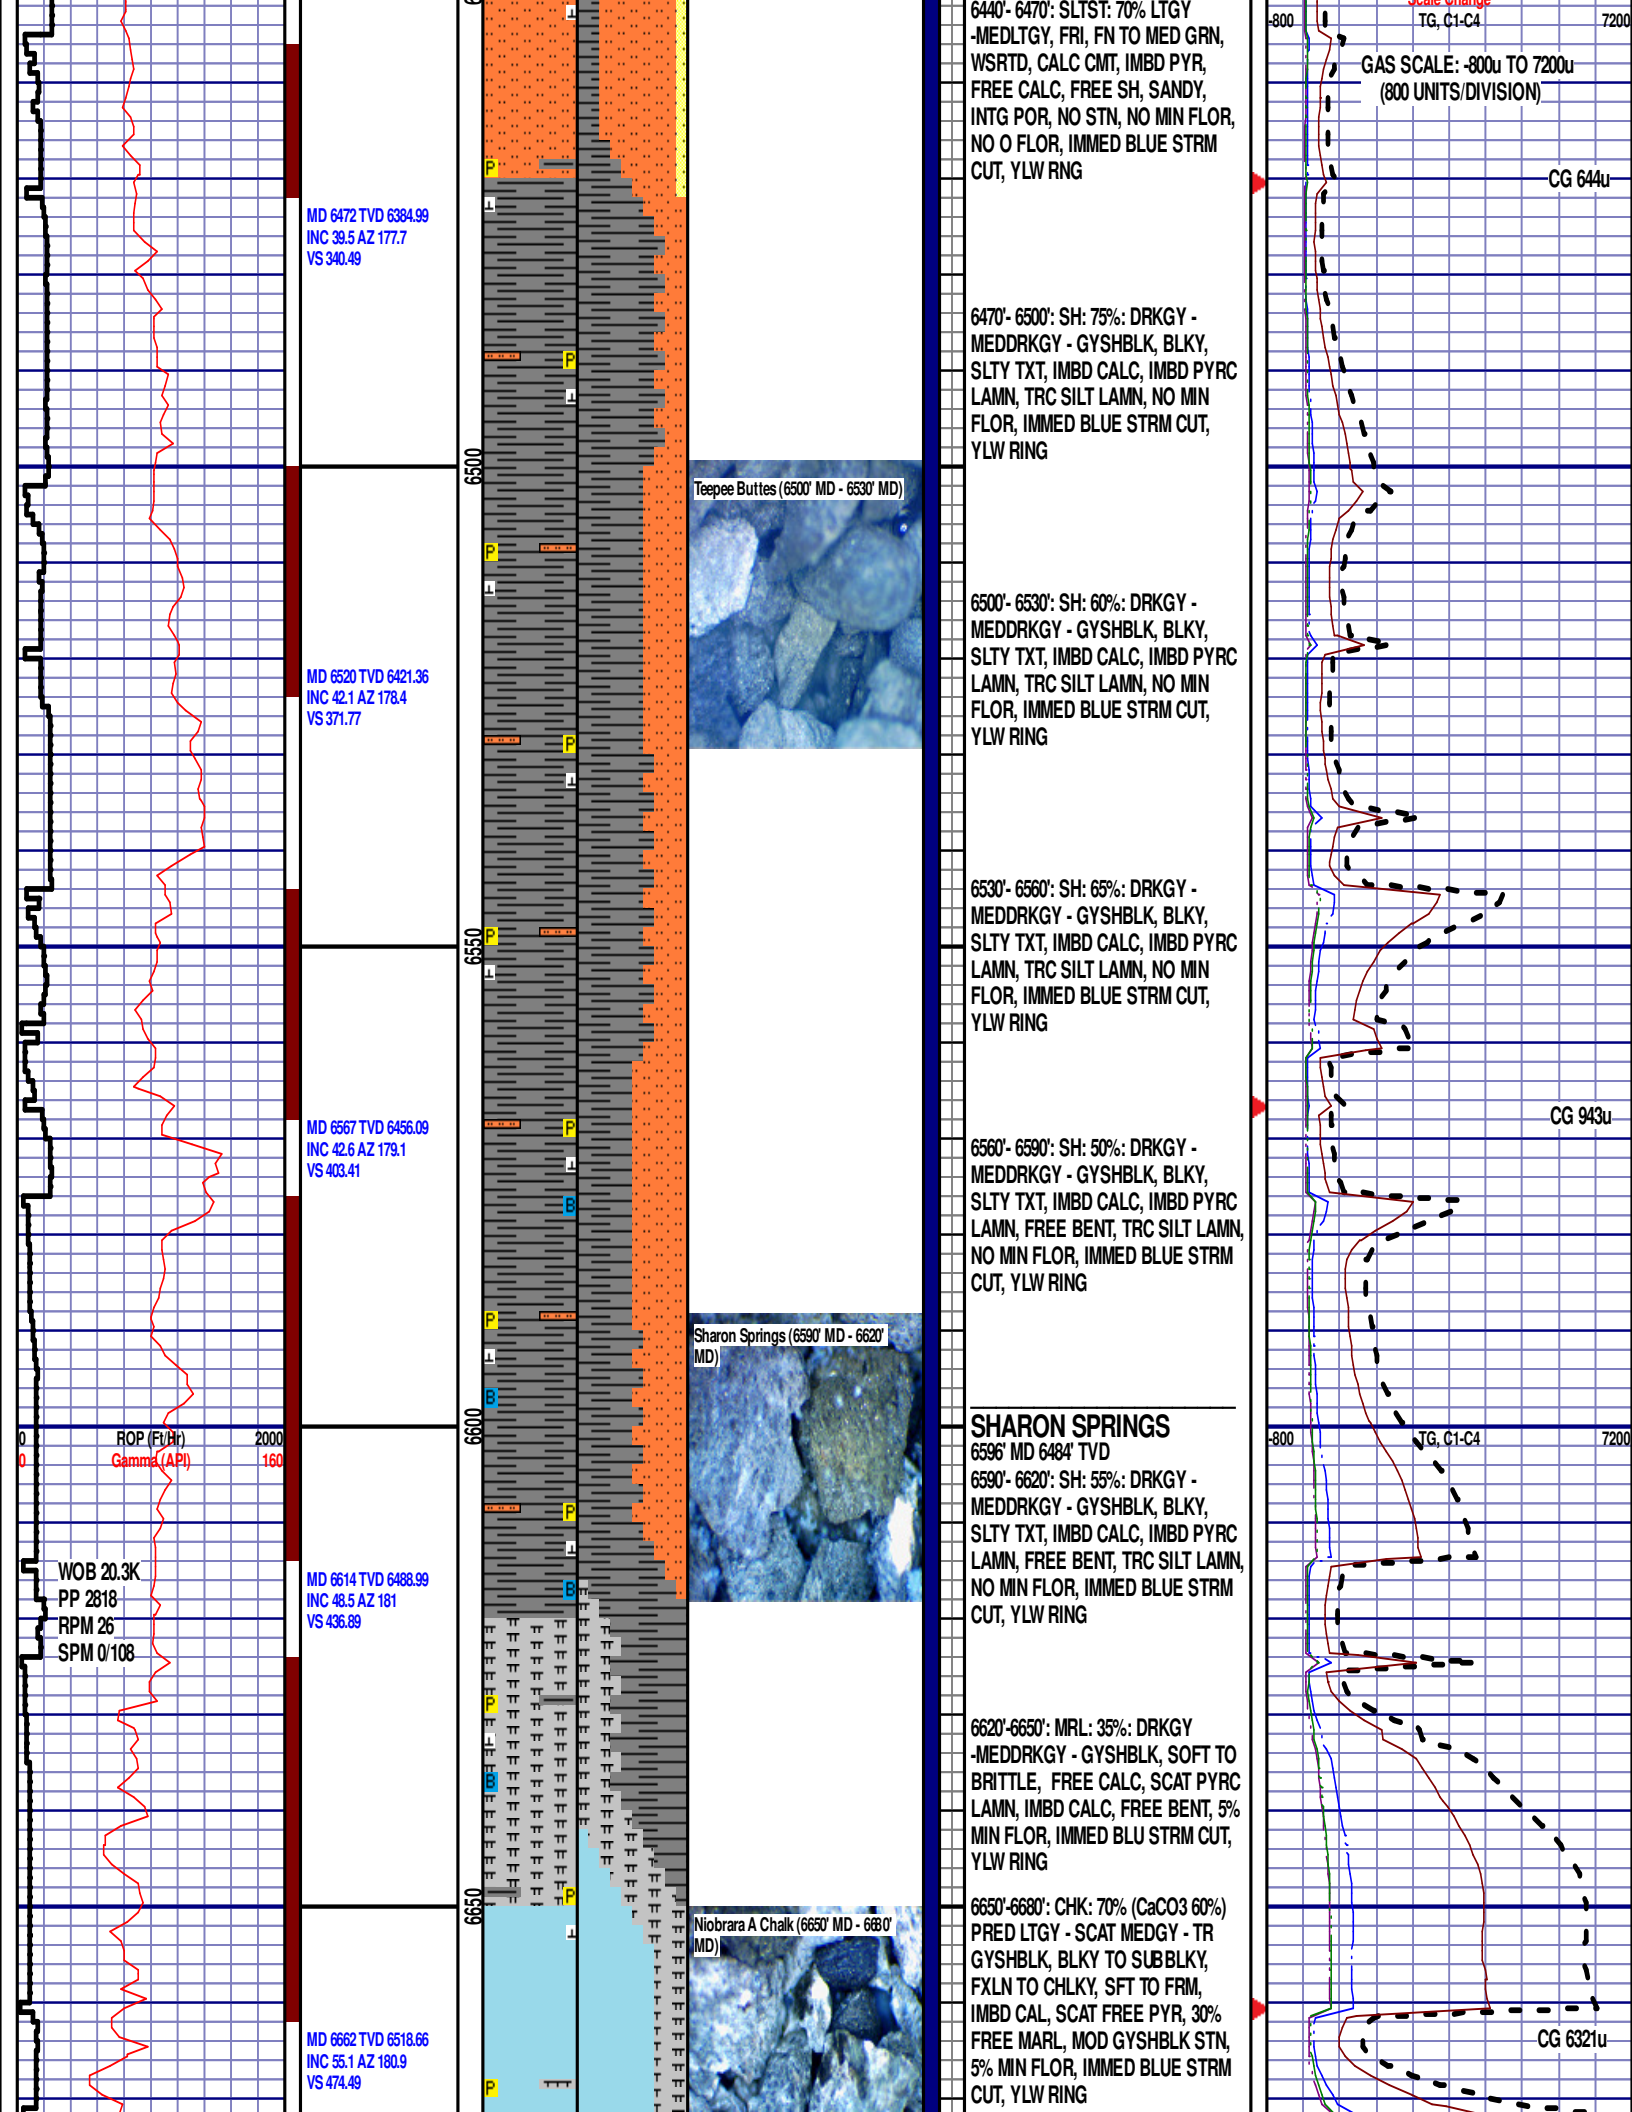 Scale Change
-800 TG, C1-C4 7200
GAS SCALE: -800u TO 7200u
(800 UNITS/DIVISION)
6440'- 6470': SLTST: 70% LTGY
-MEDLTGY, FRI, FN TO MED GRN,
WSRTD, CALC CMT, IMBD PYR,
FREE CALC, FREE SH, SANDY,
INTG POR, NO STN, NO MIN FLOR,
NO O FLOR, IMMED BLUE STRM
CUT, YLW RNG
P
CG 644u
MD 6472 TVD 6384.99
INC 39.5 AZ 177.7
VS 340.49
6470'- 6500': SH: 75%: DRKGY -
MEDDRKGY - GYSHBLK, BLKY,
SLTY TXT, IMBD CALC, IMBD PYRC
LAMN, TRC SILT LAMN, NO MIN
FLOR, IMMED BLUE STRM CUT,
YLW RING
P
6500
Teepee Buttes (6500' MD - 6530' MD)
P
6500'- 6530': SH: 60%: DRKGY -
MEDDRKGY - GYSHBLK, BLKY,
SLTY TXT, IMBD CALC, IMBD PYRC
LAMN, TRC SILT LAMN, NO MIN
FLOR, IMMED BLUE STRM CUT,
YLW RING
MD 6520 TVD 6421.36
INC 42.1 AZ 178.4
VS 371.77
P
6530'- 6560': SH: 65%: DRKGY -
MEDDRKGY - GYSHBLK, BLKY,
SLTY TXT, IMBD CALC, IMBD PYRC
LAMN, TRC SILT LAMN, NO MIN
FLOR, IMMED BLUE STRM CUT,
YLW RING
P
6550
CG 943u
MD 6567 TVD 6456.09
INC 42.6 AZ 179.1
VS 403.41
P
B
6560'- 6590': SH: 50%: DRKGY -
MEDDRKGY - GYSHBLK, BLKY,
SLTY TXT, IMBD CALC, IMBD PYRC
LAMN, FREE BENT, TRC SILT LAMN,
NO MIN FLOR, IMMED BLUE STRM
CUT, YLW RING
P
B
Sharon Springs (6590' MD - 6620'
MD)
6600
0 ROP (Ft/Hr) 2000
0 Gamma (API) 160
-800 TG, C1-C4 7200
SHARON SPRINGS
6596' MD 6484' TVD
6590'- 6620': SH: 55%: DRKGY -
MEDDRKGY - GYSHBLK, BLKY,
SLTY TXT, IMBD CALC, IMBD PYRC
LAMN, FREE BENT, TRC SILT LAMN,
NO MIN FLOR, IMMED BLUE STRM
CUT, YLW RING
P
B
WOB 20.3K
PP 2818
RPM 26
SPM 0/108
MD 6614 TVD 6488.99
INC 48.5 AZ 181
VS 436.89
P
B
6620'-6650': MRL: 35%: DRKGY
-MEDDRKGY - GYSHBLK, SOFT TO
BRITTLE, FREE CALC, SCAT PYRC
LAMN, IMBD CALC, FREE BENT, 5%
MIN FLOR, IMMED BLU STRM CUT,
YLW RING
P
6650
Niobrara A Chalk (6650' MD - 6680'
MD)
6650'-6680': CHK: 70% (CaCO3 60%)
PRED LTGY - SCAT MEDGY - TR
GYSHBLK, BLKY TO SUBBLKY,
FXLN TO CHLKY, SFT TO FRM,
IMBD CAL, SCAT FREE PYR, 30%
FREE MARL, MOD GYSHBLK STN,
5% MIN FLOR, IMMED BLUE STRM
CUT, YLW RING
CG 6321u
MD 6662 TVD 6518.66
INC 55.1 AZ 180.9
VS 474.49
P